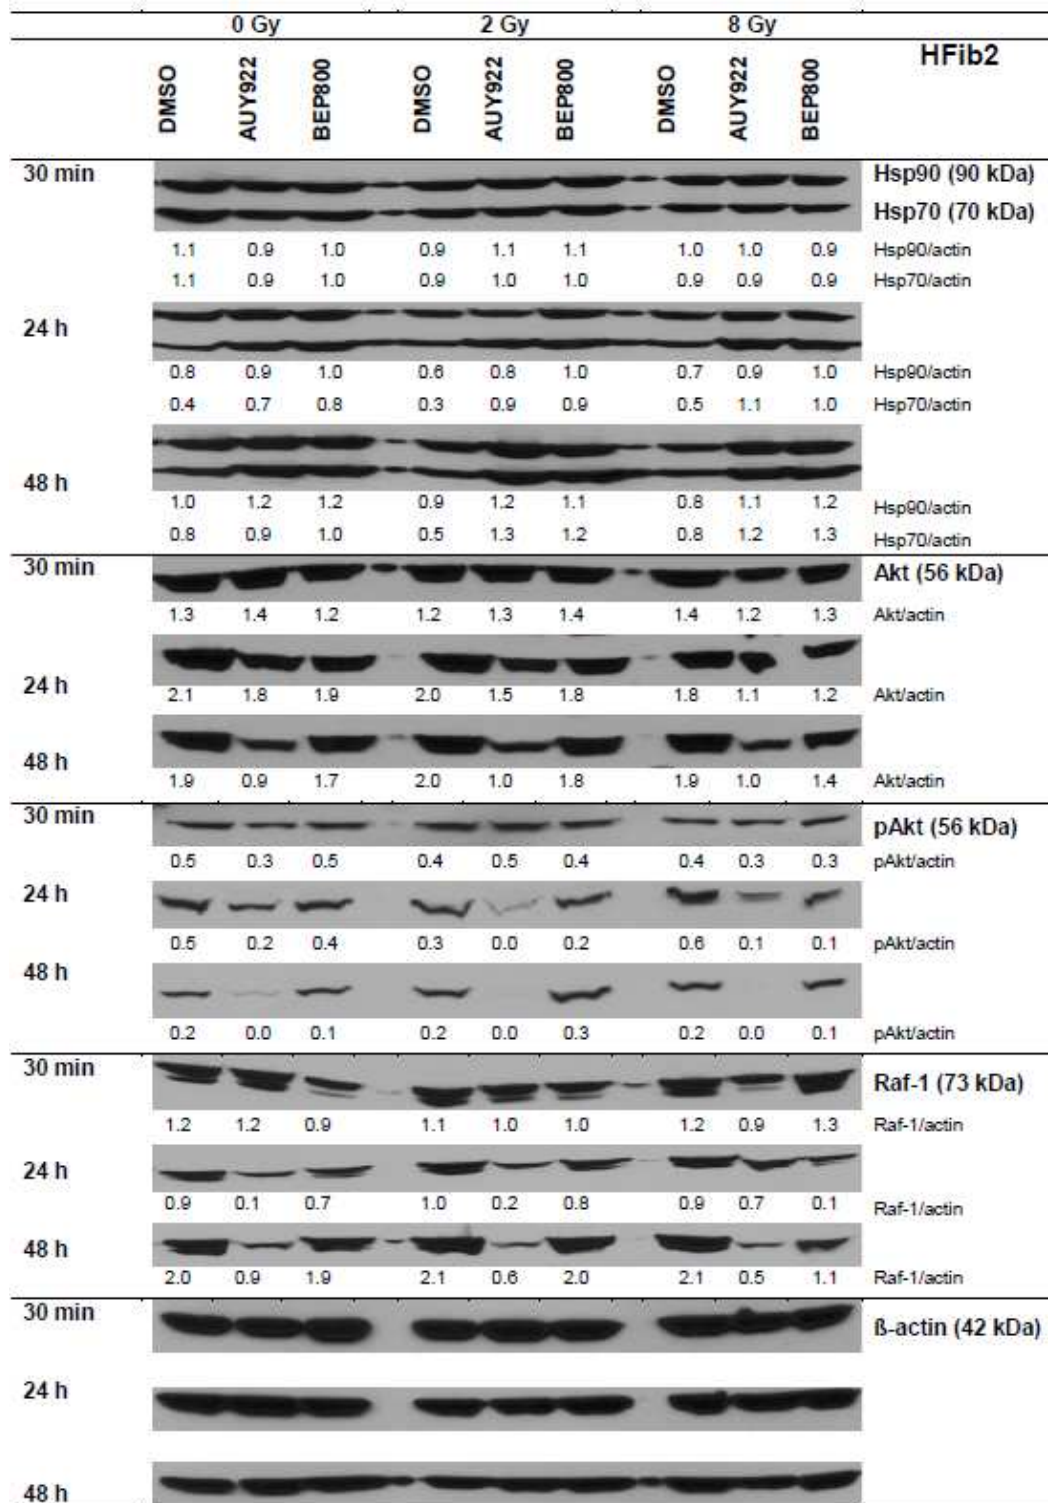 0 Gy 2 Gy 8 Gy
HFib2
DMSO AUY922 BEP800 DMSO AUY922 BEP800 DMSO AUY922 BEP800
30 min Hsp90 (90 kDa)
Hsp70 (70 kDa)
1.1 0.9 1.0 0.9 1.1 1.1 1.0 1.0 0.9 Hsp90/actin
1.1 0.9 1.0 0.9 1.0 1.0 0.9 0.9 0.9 Hsp70/actin
24 h
0.8 0.9 1.0 0.6 0.8 1.0 0.7 0.9 1.0 Hsp90/actin
0.4 0.7 0.8 0.3 0.9 0.9 0.5 1.1 1.0 Hsp70/actin
48 h
1.0 1.2 1.2 0.9 1.2 1.1 0.8 1.1 1.2 Hsp90/actin
0.8 0.9 1.0 0.5 1.3 1.2 0.8 1.2 1.3 Hsp70/actin
30 min Akt (56 kDa)
1.3 1.4 1.2 1.2 1.3 1.4 1.4 1.2 1.3 Akt/actin
24 h
2.1 1.8 1.9 2.0 1.5 1.8 1.8 1.1 1.2 Akt/actin
48 h
1.9 0.9 1.7 2.0 1.0 1.8 1.9 1.0 1.4 Akt/actin
30 min pAkt (56 kDa)
0.5 0.3 0.5 0.4 0.5 0.4 0.4 0.3 0.3 pAkt/actin
24 h
0.5 0.2 0.4 0.3 0.0 0.2 0.6 0.1 0.1 pAkt/actin
48 h
0.2 0.0 0.1 0.2 0.0 0.3 0.2 0.0 0.1 pAkt/actin
30 min Raf-1 (73 kDa)
1.2 1.2 0.9 1.1 1.0 1.0 1.2 0.9 1.3 Raf-1/actin
24 h
0.9 0.1 0.7 1.0 0.2 0.8 0.9 0.7 0.1 Raf-1/actin
48 h
2.0 0.9 1.9 2.1 0.6 2.0 2.1 0.5 1.1 Raf-1/actin
30 min ß-actin (42 kDa)
24 h
48 h